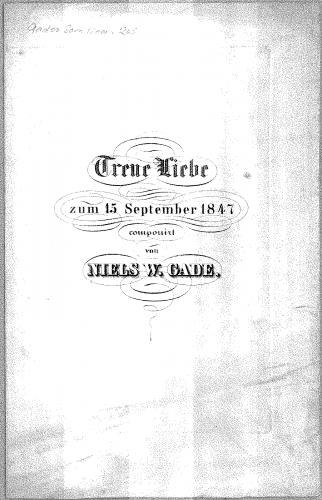 Treue Liebe
zum 15 September 1847
componirt
von
NIELS W. GADE.